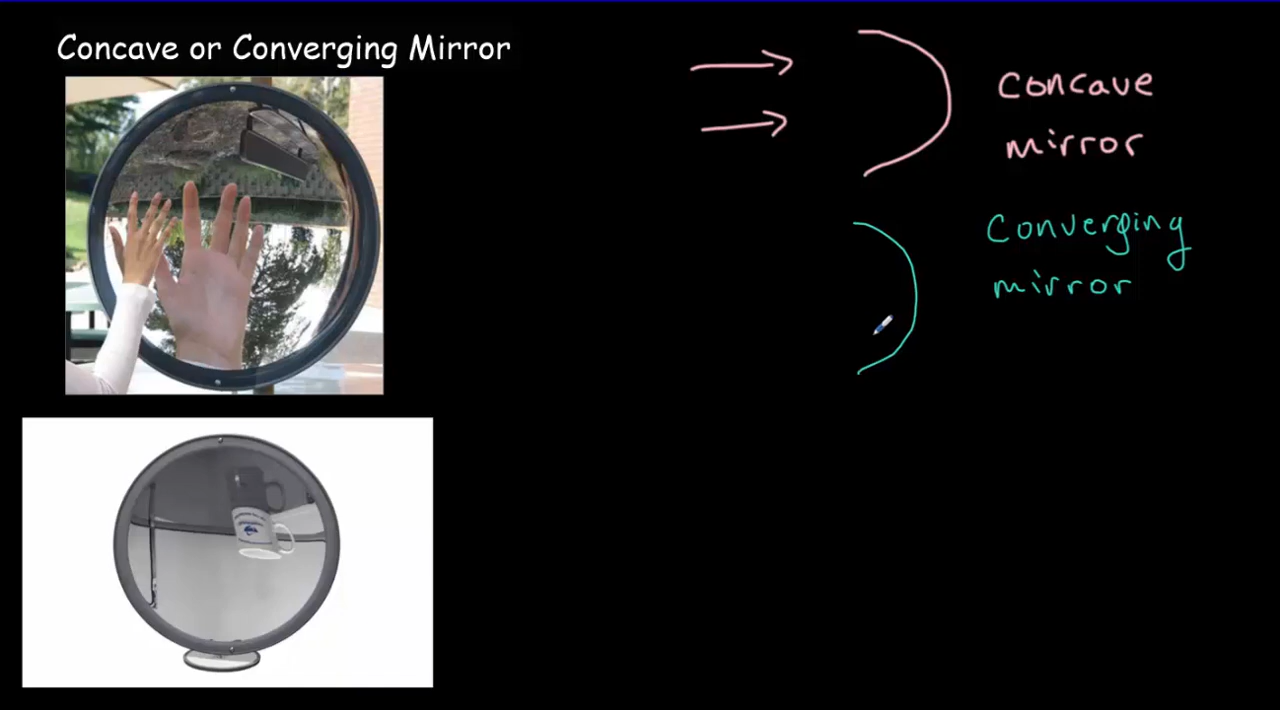 Concave or Converging Mirror
concave
mirror
Converging
mirror